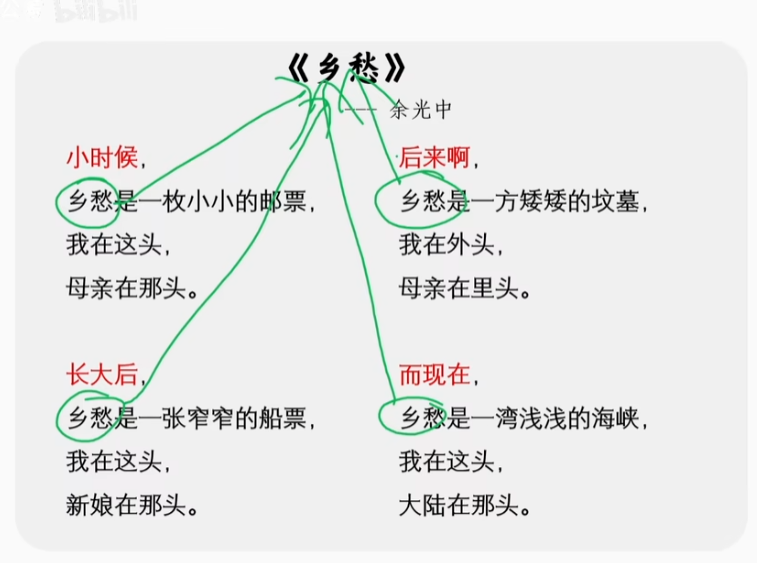 bilibili
《乡愁》
—— 余光中
小时候，
乡愁是一枚小小的邮票，
我在这头，
母亲在那头。
长大后，
乡愁是一张窄窄的船票，
我在这头，
新娘在那头。
后来啊，
乡愁是一方矮矮的坟墓，
我在外头，
母亲在里头。
而现在，
乡愁是一湾浅浅的海峡，
我在这头，
大陆在那头。